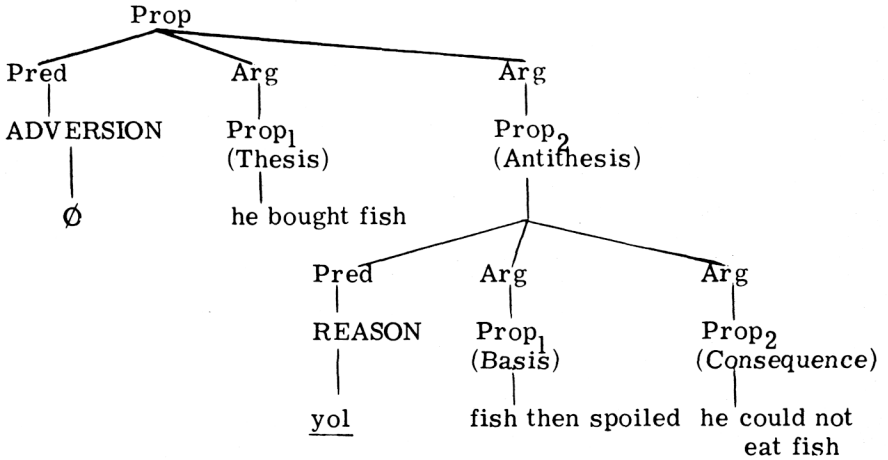 Prop
Pred Arg Arg
ADVERSION Prop1 Prop2
(Thesis) (Antithesis)
Ø he bought fish
Pred Arg Arg
REASON Prop1 Prop2
(Basis) (Consequence)
yol fish then spoiled he could not
eat fish